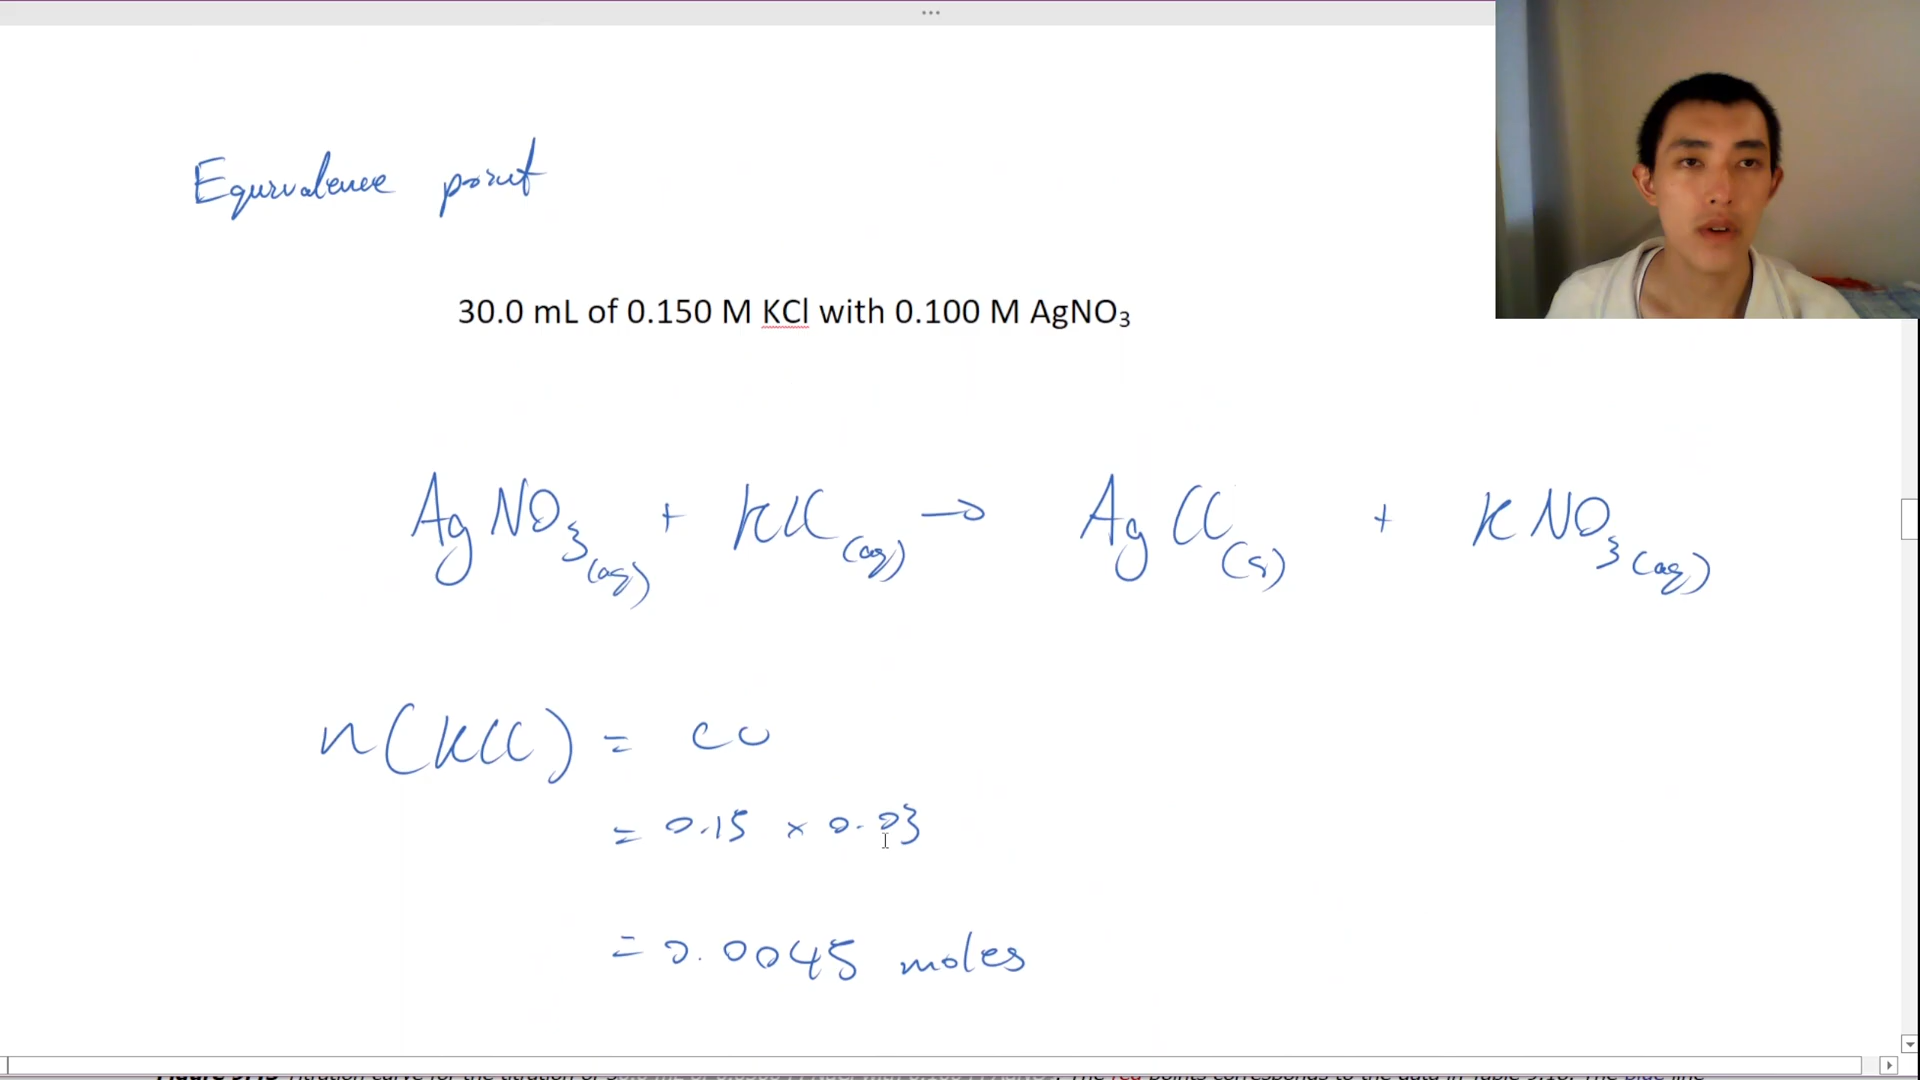 Equivalence point
30.0 mL of 0.150 M KCl with 0.100 M AgNO₃
AgNO₃(aq) + KCl(aq) → AgCl(s) + KNO₃(aq)
n(KCl) = cv
= 0.15 × 0.03
= 0.0045 moles